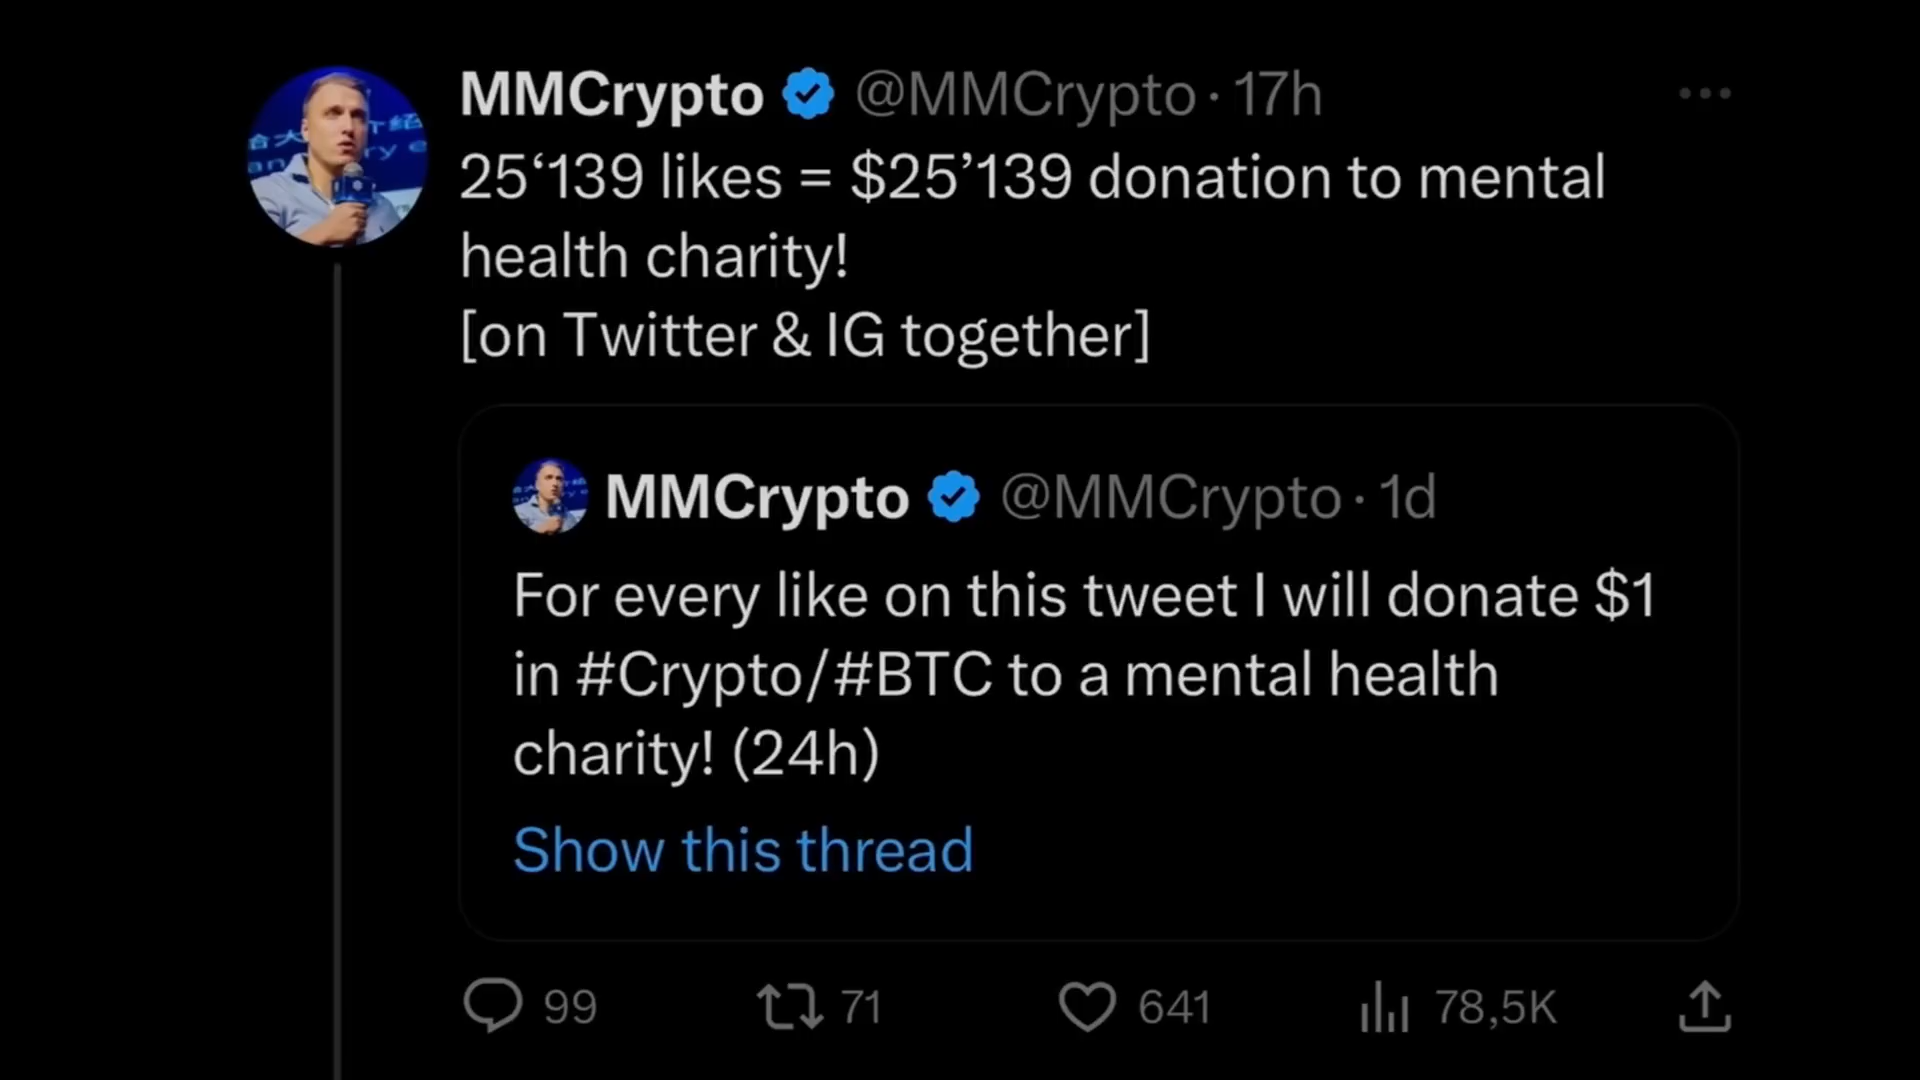 MMCrypto @MMCrypto · 17h
25‘139 likes = $25’139 donation to mental
health charity!
[on Twitter & IG together]
MMCrypto @MMCrypto · 1d
For every like on this tweet I will donate $1
in #Crypto/#BTC to a mental health
charity! (24h)
Show this thread
99 71 641 78,5K